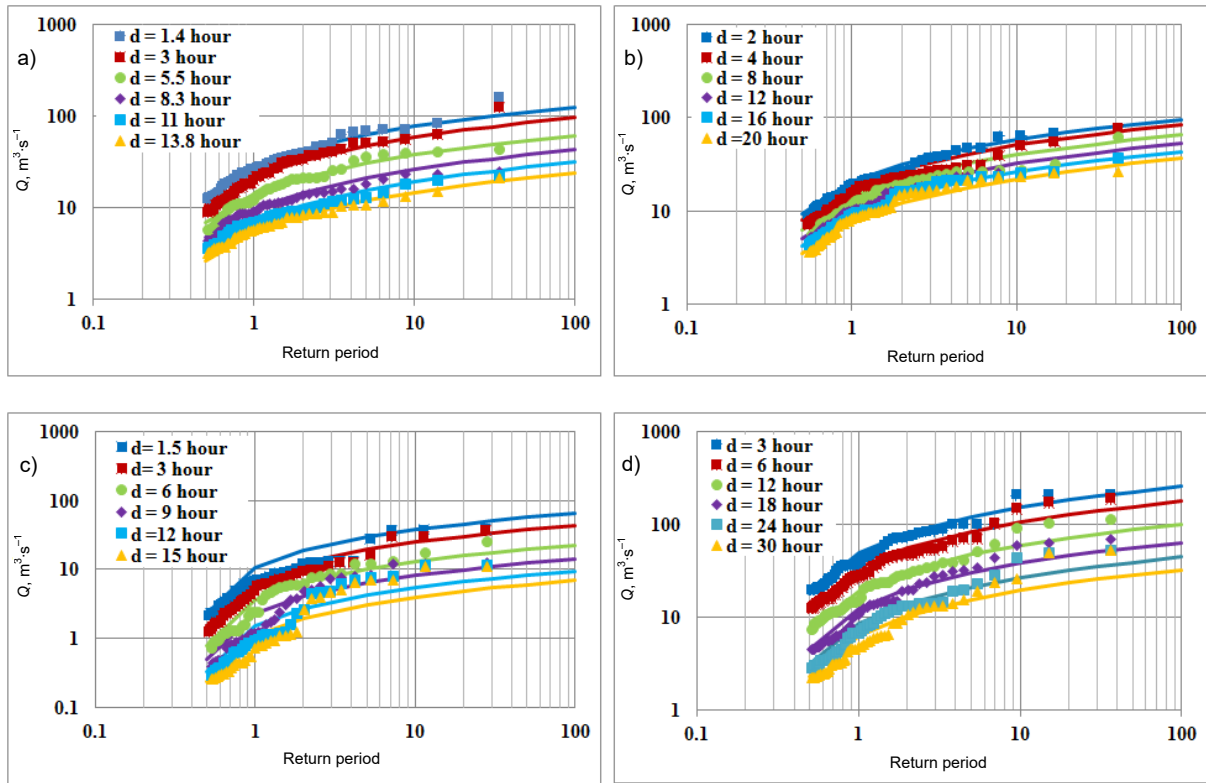 a)
1000
100
10
1
Q, m³·s⁻¹
d = 1.4 hour
d = 3 hour
d = 5.5 hour
d = 8.3 hour
d = 11 hour
d = 13.8 hour
0.1 1 10 100
Return period
b)
1000
100
10
1
Q, m³·s⁻¹
d = 2 hour
d = 4 hour
d = 8 hour
d = 12 hour
d = 16 hour
d =20 hour
0.1 1 10 100
Return period
c)
1000
100
10
1
0.1
Q, m³·s⁻¹
d= 1.5 hour
d= 3 hour
d= 6 hour
d= 9 hour
d =12 hour
d= 15 hour
0.1 1 10 100
Return period
d)
1000
100
10
1
Q, m³·s⁻¹
d = 3 hour
d = 6 hour
d = 12 hour
d = 18 hour
d = 24 hour
d = 30 hour
0.1 1 10 100
Return period